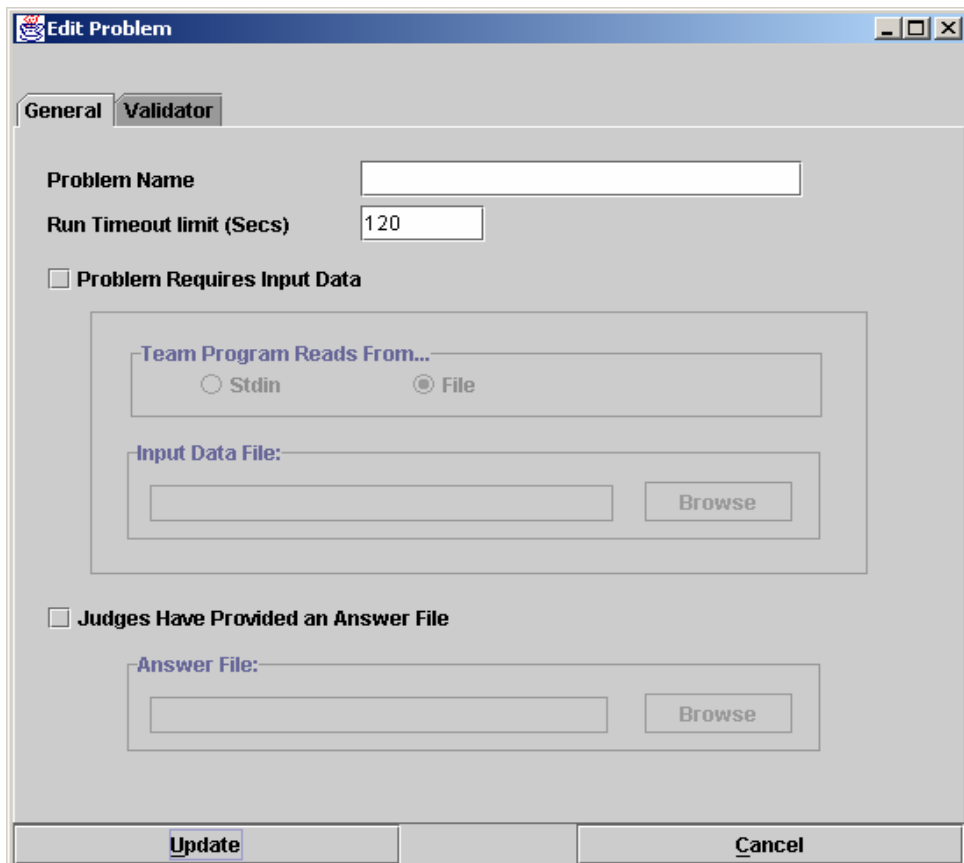 Edit Problem
General Validator
Problem Name
Run Timeout limit (Secs) 120
Problem Requires Input Data
Team Program Reads From...
Stdin File
Input Data File:
Browse
Judges Have Provided an Answer File
Answer File:
Browse
Update Cancel